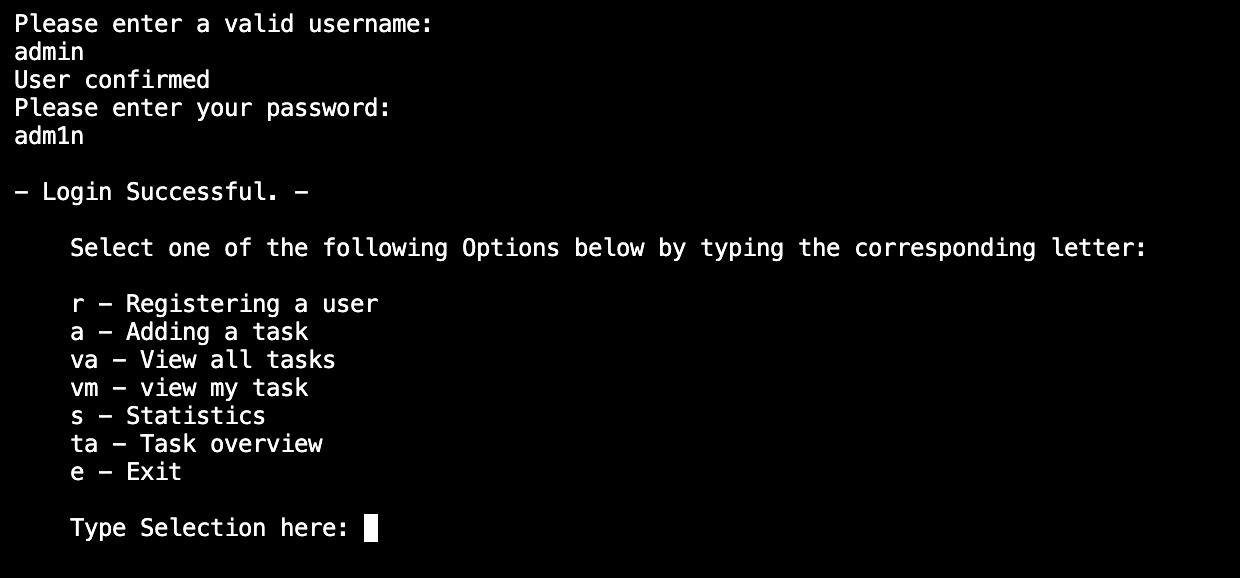 Please enter a valid username:
admin
User confirmed
Please enter your password:
adm1n
– Login Successful. –
Select one of the following Options below by typing the corresponding letter:
r – Registering a user
a – Adding a task
va – View all tasks
vm – view my task
s – Statistics
ta – Task overview
e – Exit
Type Selection here: